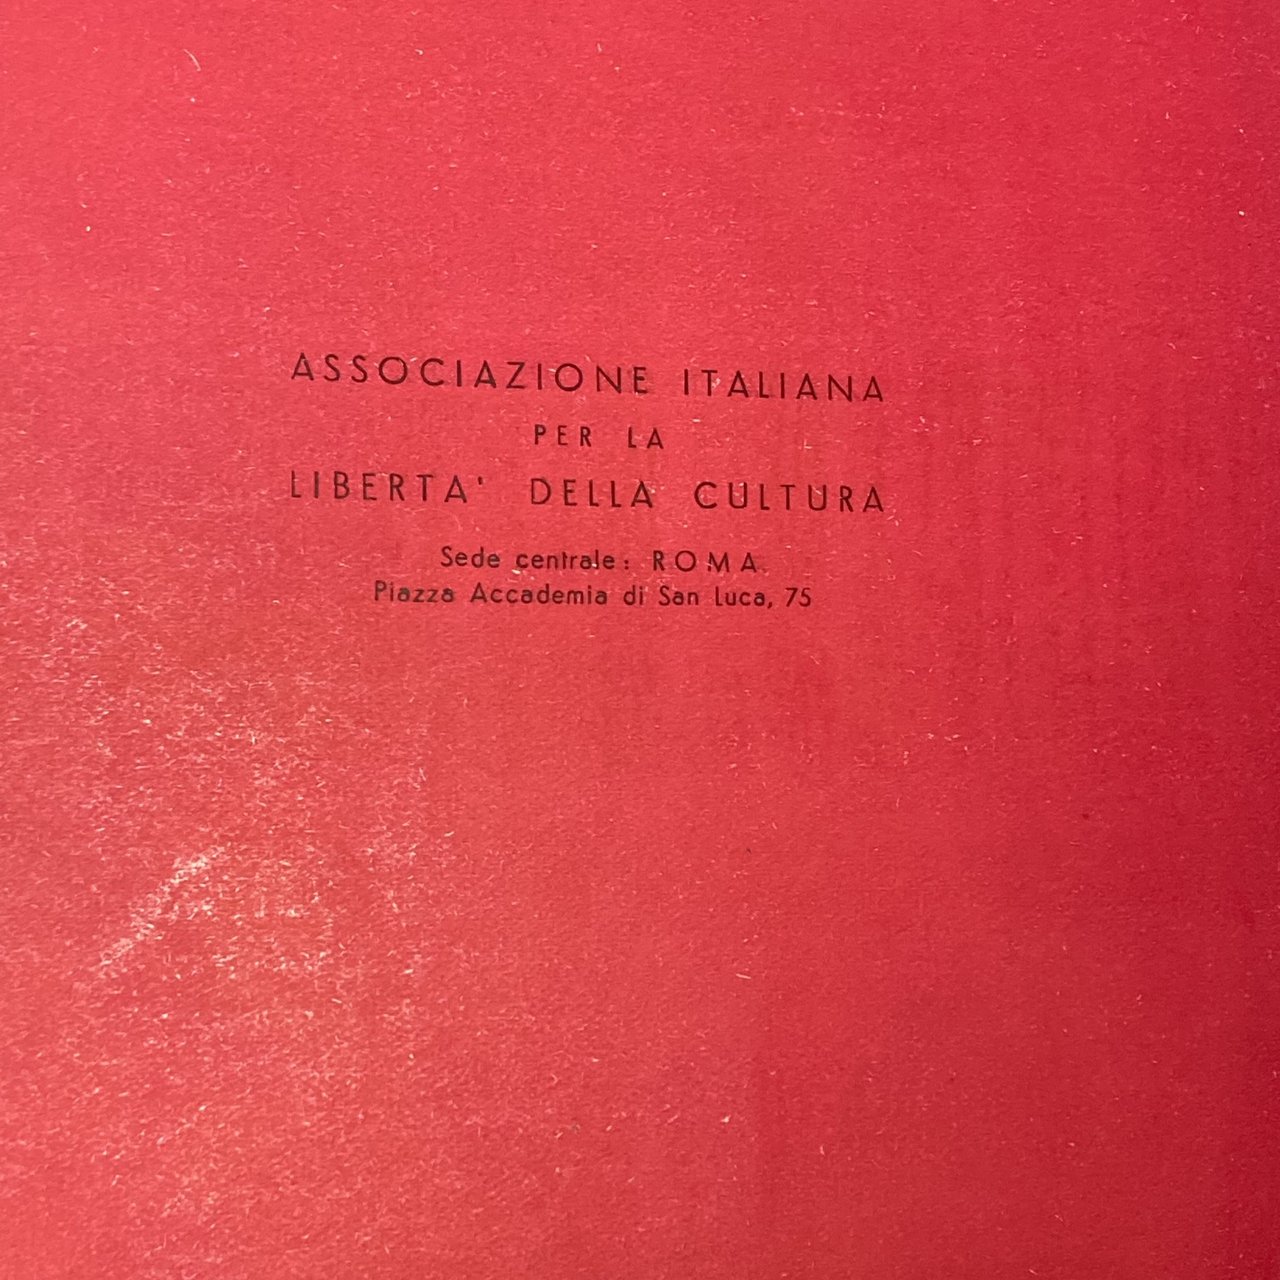 ASSOCIAZIONE ITALIANA
PER LA
LIBERTA' DELLA CULTURA
Sede centrale: ROMA
Piazza Accademia di San Luca, 75